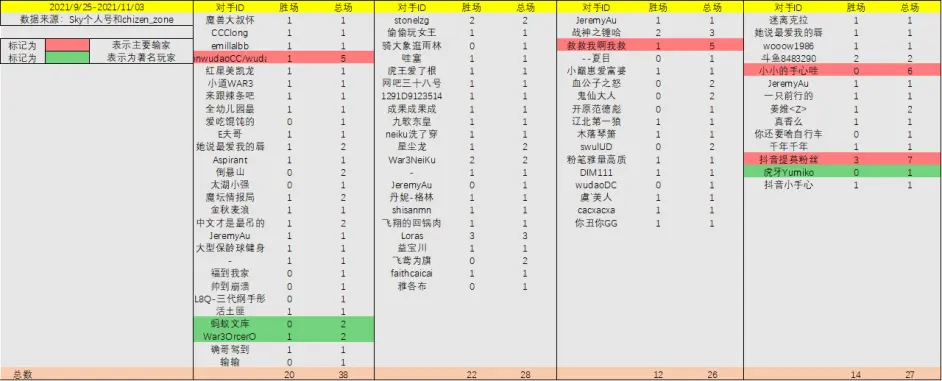 2021/9/25-2021/11/03 对手ID 胜场 总场 对手ID 胜场 总场 对手ID 胜场 总场 对手ID 胜场 总场
数据来源：Sky个人号和chizen_zone 魔兽大叔怀 1 1 stonelzg 2 2 JeremyAu 1 1 迷离克拉 1 1
CCClong 1 1 偷偷玩女王 1 1 战神之锤哈 2 3 她说最爱我的唇 1 1
标记为 表示主要输家 emillalbb 1 1 骑大象逛雨林 0 1 救救我啊我救 1 5 wooow1986 1 1
标记为 表示为著名玩家 nwudaoCC/wuda 1 5 哇塞 1 1 --夏目 0 1 斗鱼8483290 2 2
红星美凯龙 1 1 虎王爱了根 1 1 小巅崽爱富婆 1 1 小小的手心哇 0 6
小道WAR3 1 1 网吧三十八号 1 1 血公子之怒 0 2 JeremyAu 1 1
来跟辣条吧 1 1 1291D9123514 1 1 鬼仙大人 0 2 一只前行的 1 1
全幼儿园最 1 1 成果成果成 1 1 开原范德彪 0 1 姜维<Z> 1 2
爱吃馄饨的 0 1 九歌东皇 1 1 辽北第一狼 0 1 真香么 1 1
E夫哥 1 1 neiku洗了穿 1 1 木落琴箫 0 1 你还要啥自行车 0 1
她说最爱我的唇 1 2 星尘龙 1 2 swulUD 0 2 千年千年 1 1
Aspirant 1 1 War3NeiKu 2 2 粉笔雅量高质 1 1 抖音提莫粉丝 3 7
倒悬山 0 2 - 1 1 DIM111 1 1 虎牙Yumiko 0 1
太湖小强 0 1 JeremyAu 0 1 wudaoDC 0 1 抖音小手心 1 1
魔坛情报局 1 2 丹妮-格林 1 1 虞`美人 1 1
金秋麦浪 1 1 shisanmn 1 1 cacxacxa 1 1
中文才是最吊的 1 2 飞翔的回锅肉 1 1 你丑你GG 1 1
JeremyAu 1 1 Loras 3 3
大型保龄球健身 1 1 益宝川 1 1
- 1 1 飞鸢为旗 0 2
福到我家 0 1 faithcaicai 1 1
帅到崩溃 0 1 雅各布 0 1
L8Q-三代纲手彤 0 1
活土匪 1 1
蚂蚁文库 0 2
War3OrcerO 1 2
确哥驾到 1 1
输输 0 1
总数 20 38 22 28 12 26 14 27